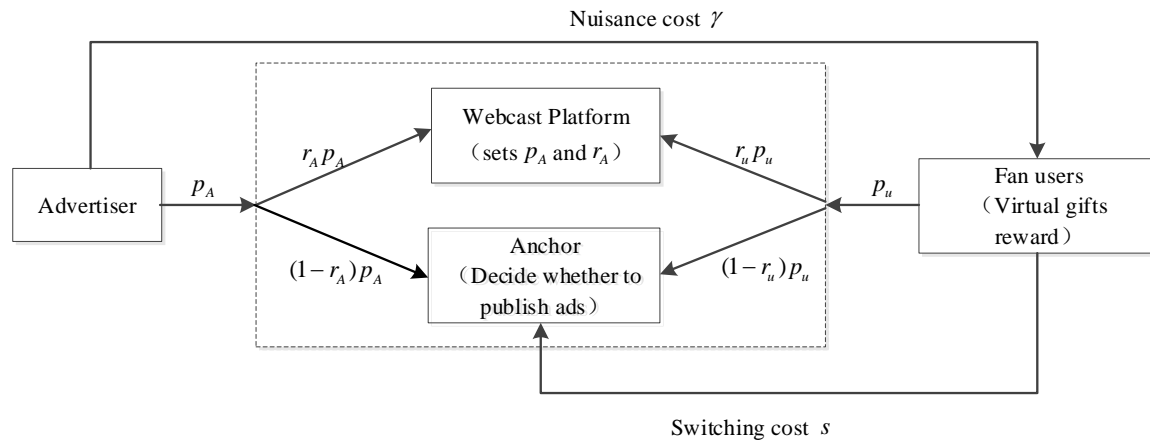 Nuisance cost γ
Webcast Platform
（sets p_A and r_A）
r_A p_A
r_u p_u
Advertiser
p_A
p_u
Fan users
（Virtual gifts
reward）
Anchor
（Decide whether to
publish ads）
(1−r_A)p_A
(1−r_u)p_u
Switching cost s